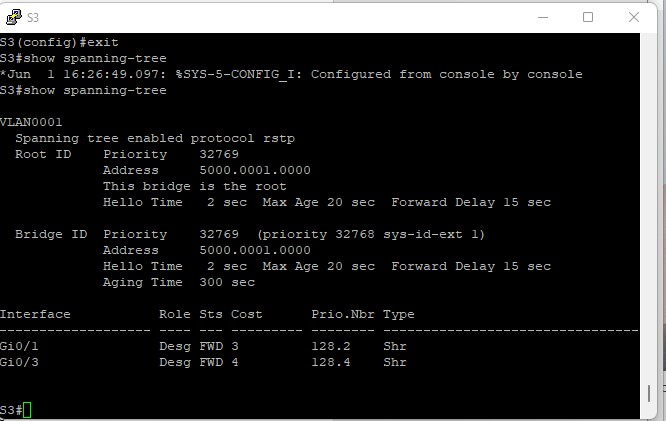 S3
S3(config)#exit
S3#show spanning-tree
*Jun  1 16:26:49.097: %SYS-5-CONFIG_I: Configured from console by console
S3#show spanning-tree

VLAN0001
  Spanning tree enabled protocol rstp
  Root ID    Priority    32769
             Address     5000.0001.0000
             This bridge is the root
             Hello Time   2 sec  Max Age 20 sec  Forward Delay 15 sec

  Bridge ID  Priority    32769  (priority 32768 sys-id-ext 1)
             Address     5000.0001.0000
             Hello Time   2 sec  Max Age 20 sec  Forward Delay 15 sec
             Aging Time  300 sec

Interface           Role Sts Cost      Prio.Nbr Type
------------------- ---- --- --------- -------- --------------------------------
Gi0/1               Desg FWD 3         128.2    Shr
Gi0/3               Desg FWD 4         128.4    Shr

S3#